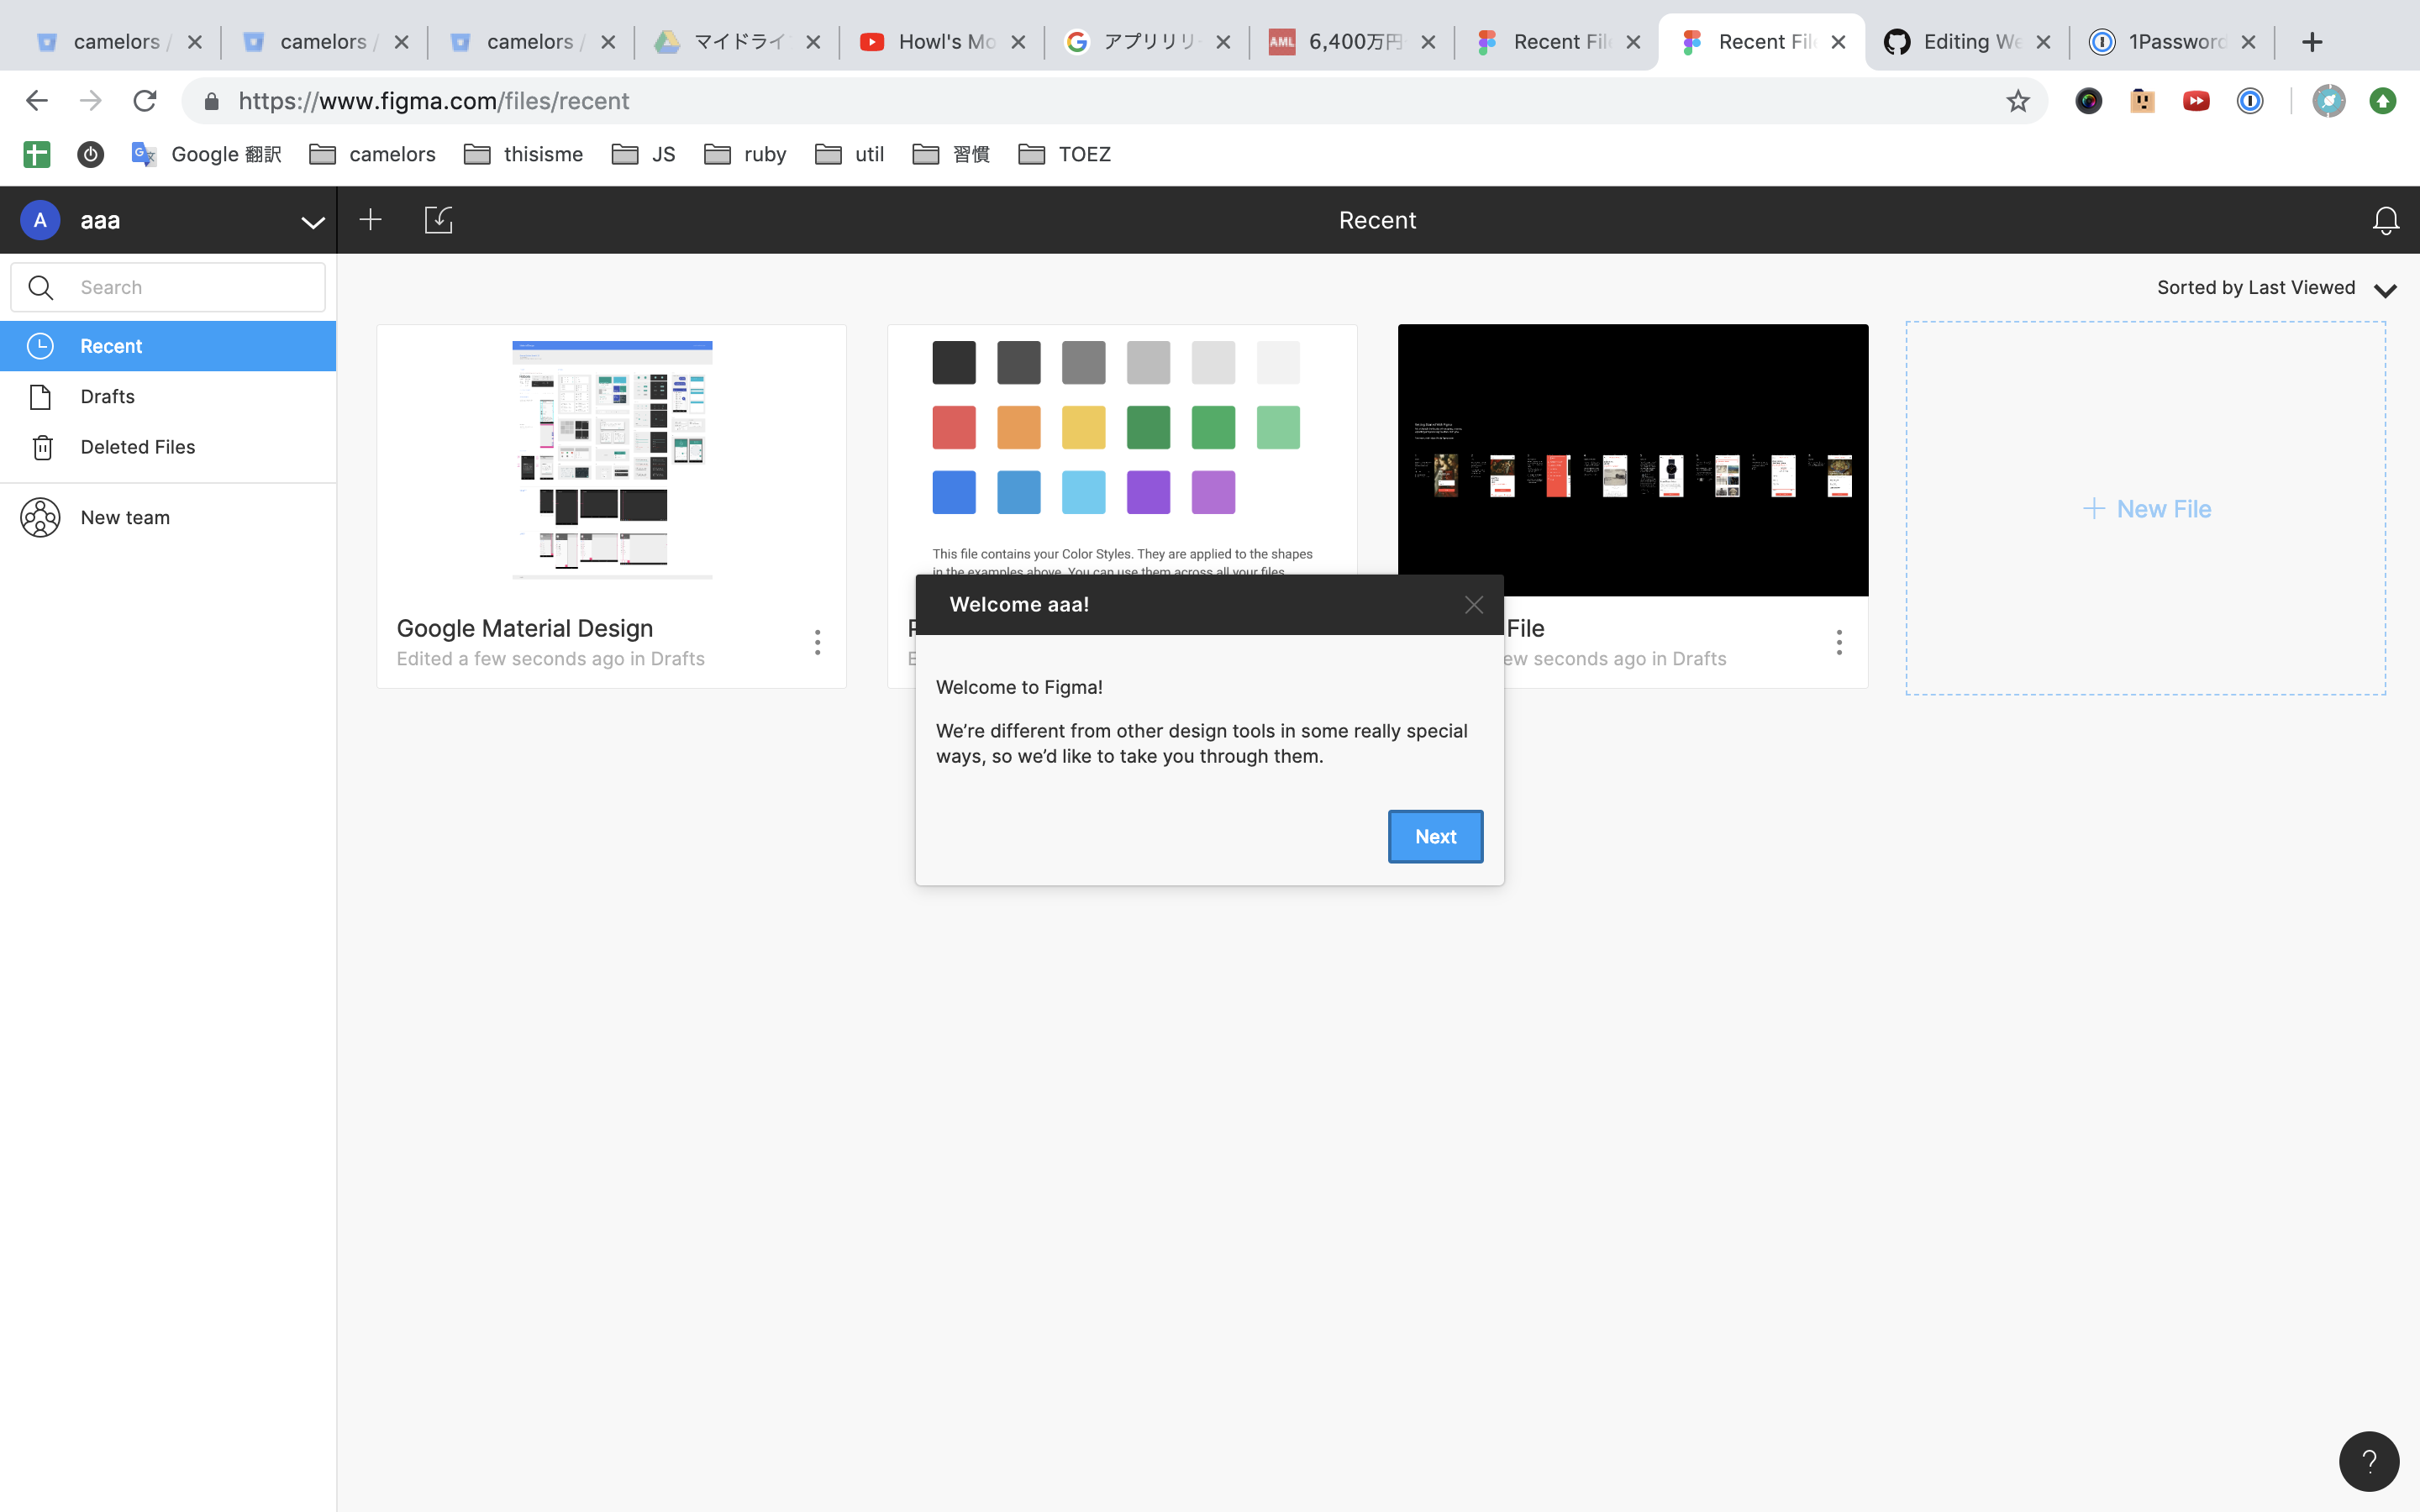 camelors /
camelors /
camelors /
マイドライ
Howl's Mo
アプリリリ
6,400万円
Recent Fil
Recent Fil
Editing We
1Password
https://www.figma.com/files/recent
Google 翻訳
camelors
thisisme
JS
ruby
util
習慣
TOEZ
A
aaa
Recent
Search
Sorted by Last Viewed
Recent
Drafts
Deleted Files
New team
This file contains your Color Styles. They are applied to the shapes
in the examples above. You can use them across all your files.
New File
Google Material Design
Edited a few seconds ago in Drafts
File
ew seconds ago in Drafts
Welcome aaa!
Welcome to Figma!
We’re different from other design tools in some really special
ways, so we’d like to take you through them.
Next
?